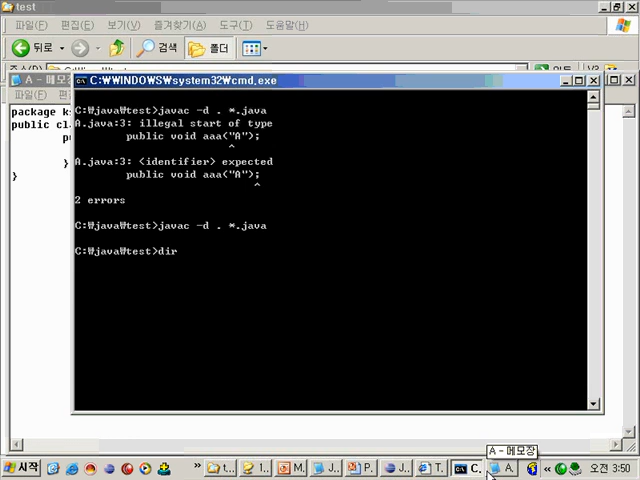 test
파일(F) 편집(E) 보기(V) 즐겨찾기(A) 도구(T) 도움말(H)
뒤로 검색 폴더
A - 메모장
C:\WINDOWS\system32\cmd.exe
파일(F)
package k
public cl
}
}
C:\java\test>javac -d . *.java
A.java:3: illegal start of type
public void aaa("A");
^
A.java:3: <identifier> expected
public void aaa("A");
^
2 errors
C:\java\test>javac -d . *.java
C:\java\test>dir
A - 메모장
시작 » t... 1... M... J... P... J... T... C. A. « 오전 3:50